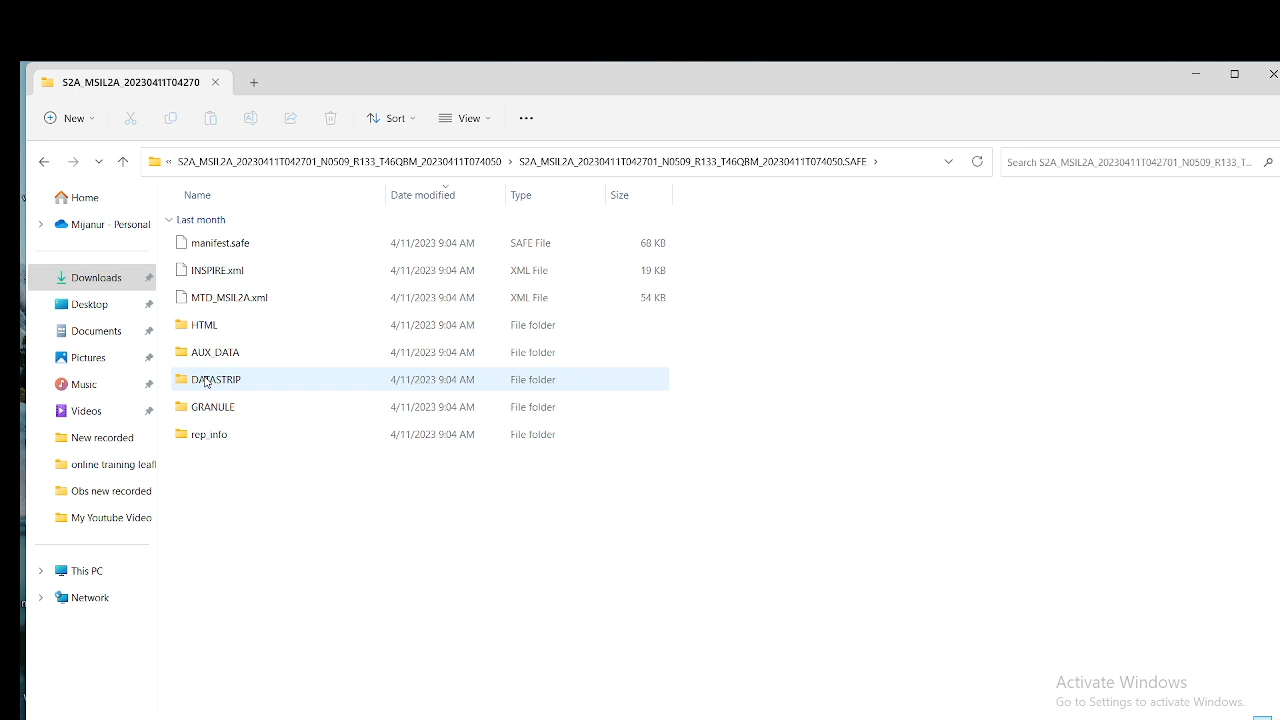 S2A_MSIL2A_20230411T04270
New
Sort
View
« S2A_MSIL2A_20230411T042701_N0509_R133_T46QBM_20230411T074050 › S2A_MSIL2A_20230411T042701_N0509_R133_T46QBM_20230411T074050.SAFE ›
Search S2A_MSIL2A_20230411T042701_N0509_R133_T...
Home
Mijanur - Personal
Downloads
Desktop
Documents
Pictures
Music
Videos
New recorded
online training leafl
Obs new recorded
My Youtube Video
This PC
Network
Name Date modified Type Size
Last month
manifest.safe 4/11/2023 9:04 AM SAFE File 68 KB
INSPIRE.xml 4/11/2023 9:04 AM XML File 19 KB
MTD_MSIL2A.xml 4/11/2023 9:04 AM XML File 54 KB
HTML 4/11/2023 9:04 AM File folder
AUX_DATA 4/11/2023 9:04 AM File folder
DATASTRIP 4/11/2023 9:04 AM File folder
GRANULE 4/11/2023 9:04 AM File folder
rep_info 4/11/2023 9:04 AM File folder
Activate Windows
Go to Settings to activate Windows.